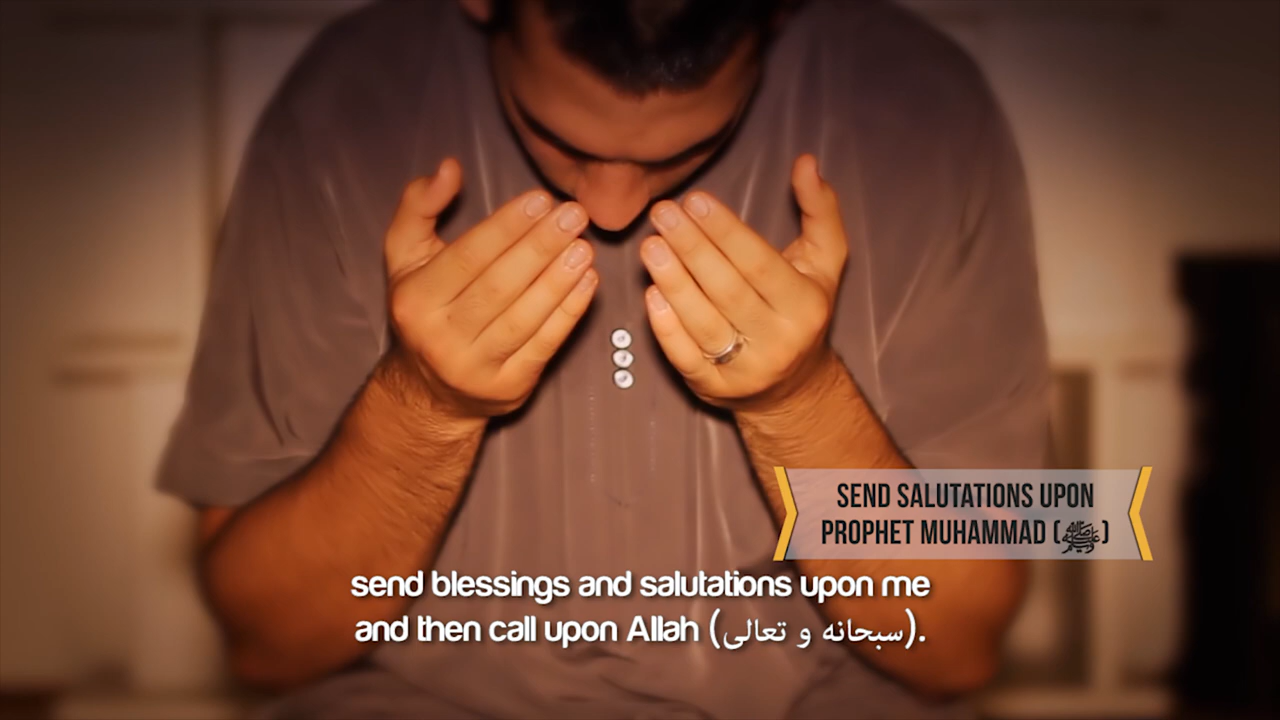 SEND SALUTATIONS UPON
PROPHET MUHAMMAD (ﷺ)
send blessings and salutations upon me
and then call upon Allah (سبحانه و تعالى).